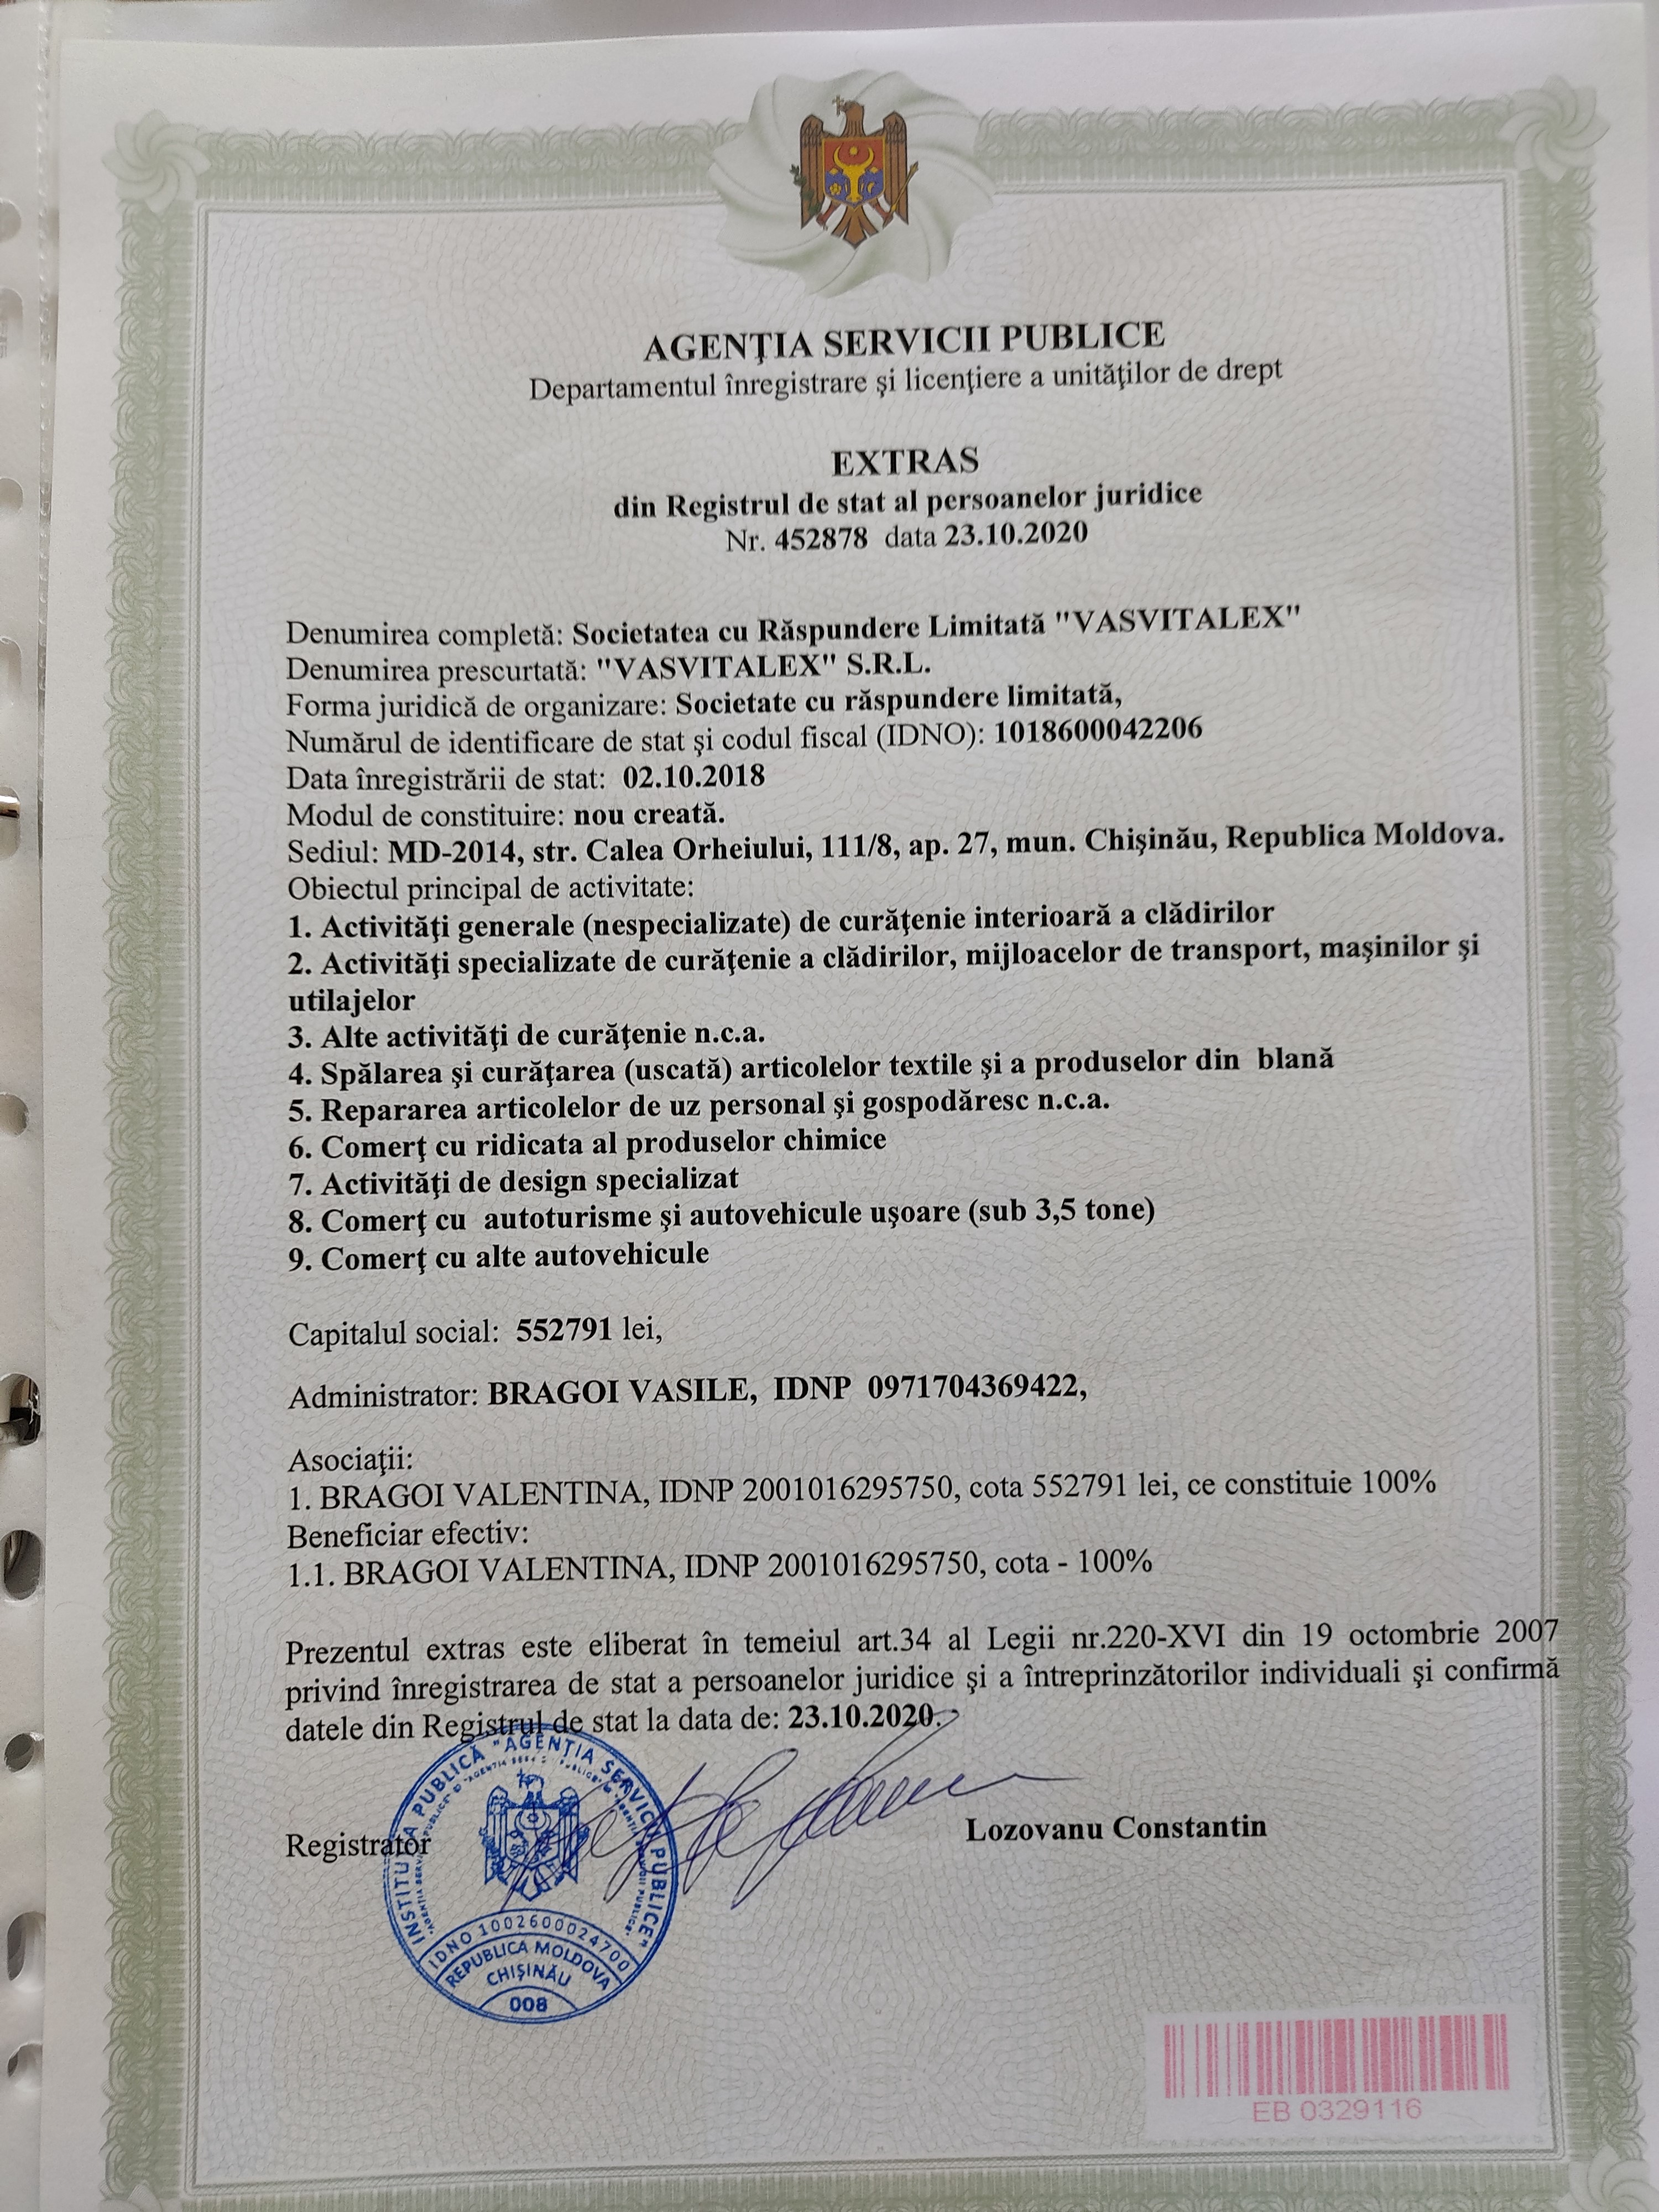 AGENŢIA SERVICII PUBLICE
Departamentul înregistrare şi licenţiere a unităţilor de drept
EXTRAS
din Registrul de stat al persoanelor juridice
Nr. 452878 data 23.10.2020
Denumirea completă: Societatea cu Răspundere Limitată "VASVITALEX"
Denumirea prescurtată: "VASVITALEX" S.R.L.
Forma juridică de organizare: Societate cu răspundere limitată,
Numărul de identificare de stat şi codul fiscal (IDNO): 1018600042206
Data înregistrării de stat: 02.10.2018
Modul de constituire: nou creată.
Sediul: MD-2014, str. Calea Orheiului, 111/8, ap. 27, mun. Chişinău, Republica Moldova.
Obiectul principal de activitate:
1. Activităţi generale (nespecializate) de curăţenie interioară a clădirilor
2. Activităţi specializate de curăţenie a clădirilor, mijloacelor de transport, maşinilor şi
utilajelor
3. Alte activităţi de curăţenie n.c.a.
4. Spălarea şi curăţarea (uscată) articolelor textile şi a produselor din blană
5. Repararea articolelor de uz personal şi gospodăresc n.c.a.
6. Comerţ cu ridicata al produselor chimice
7. Activităţi de design specializat
8. Comerţ cu autoturisme şi autovehicule uşoare (sub 3,5 tone)
9. Comerţ cu alte autovehicule
Capitalul social: 552791 lei,
Administrator: BRAGOI VASILE, IDNP 0971704369422,
Asociaţii:
1. BRAGOI VALENTINA, IDNP 2001016295750, cota 552791 lei, ce constituie 100%
Beneficiar efectiv:
1.1. BRAGOI VALENTINA, IDNP 2001016295750, cota - 100%
Prezentul extras este eliberat în temeiul art.34 al Legii nr.220-XVI din 19 octombrie 2007
privind înregistrarea de stat a persoanelor juridice şi a întreprinzătorilor individuali şi confirmă
datele din Registrul de stat la data de: 23.10.2020.
Registrator
Lozovanu Constantin
INSTITUŢIA PUBLICĂ "AGENŢIA SERVICII PUBLICE"
IDNO 1002600024700
REPUBLICA MOLDOVA
CHIŞINĂU
008
EB 0329116